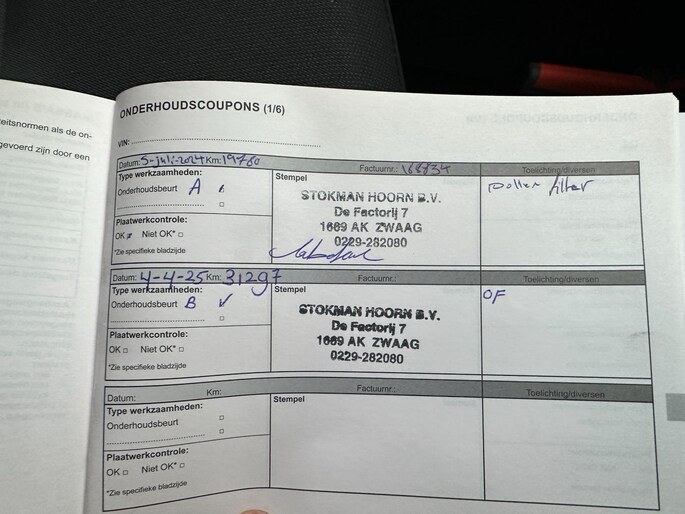 eitsnormen als de on-
gevoerd zijn door een
ONDERHOUDSCOUPONS (1/6)
VIN:
Datum: 5-juli-2024 Km: 19760 Factuurnr.: Toelichting/diversen
Type werkzaamheden:
Onderhoudsbeurt A
Plaatwerkcontrole:
OK Niet OK*
*Zie specifieke bladzijde
Stempel
STOKMAN HOORN B.V.
De Factorij 7
1689 AK ZWAAG
0229-282080
pollen filter
Datum: 4-4-25 Km: 31297 Factuurnr.: Toelichting/diversen
Type werkzaamheden:
Onderhoudsbeurt B ✓
Plaatwerkcontrole:
OK Niet OK*
*Zie specifieke bladzijde
Stempel
STOKMAN HOORN B.V.
De Factorij 7
1689 AK ZWAAG
0229-282080
OF
Datum: Km: Factuurnr.: Toelichting/diversen
Type werkzaamheden:
Onderhoudsbeurt
Plaatwerkcontrole:
OK Niet OK*
*Zie specifieke bladzijde
Stempel